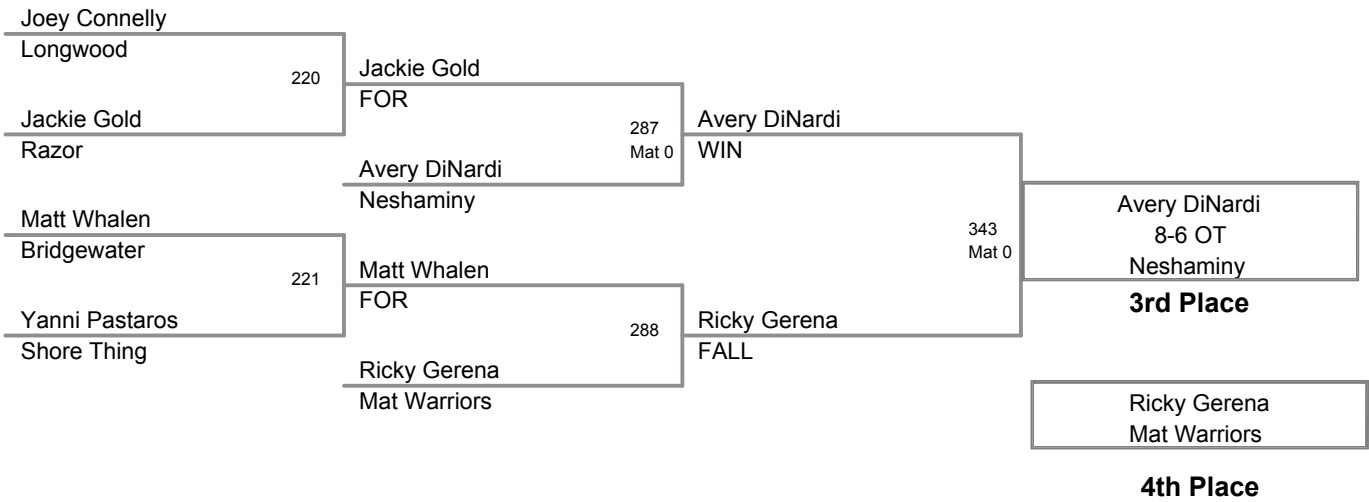 Joey Connelly
Longwood
220
Jackie Gold
FOR
Jackie Gold
Razor
287
Mat 0
Avery DiNardi
WIN
Avery DiNardi
Neshaminy
Matt Whalen
Bridgewater
343
Mat 0
Avery DiNardi
8-6 OT
Neshaminy
3rd Place
221
Matt Whalen
FOR
Yanni Pastaros
Shore Thing
288
Ricky Gerena
FALL
Ricky Gerena
Mat Warriors
Ricky Gerena
Mat Warriors
4th Place